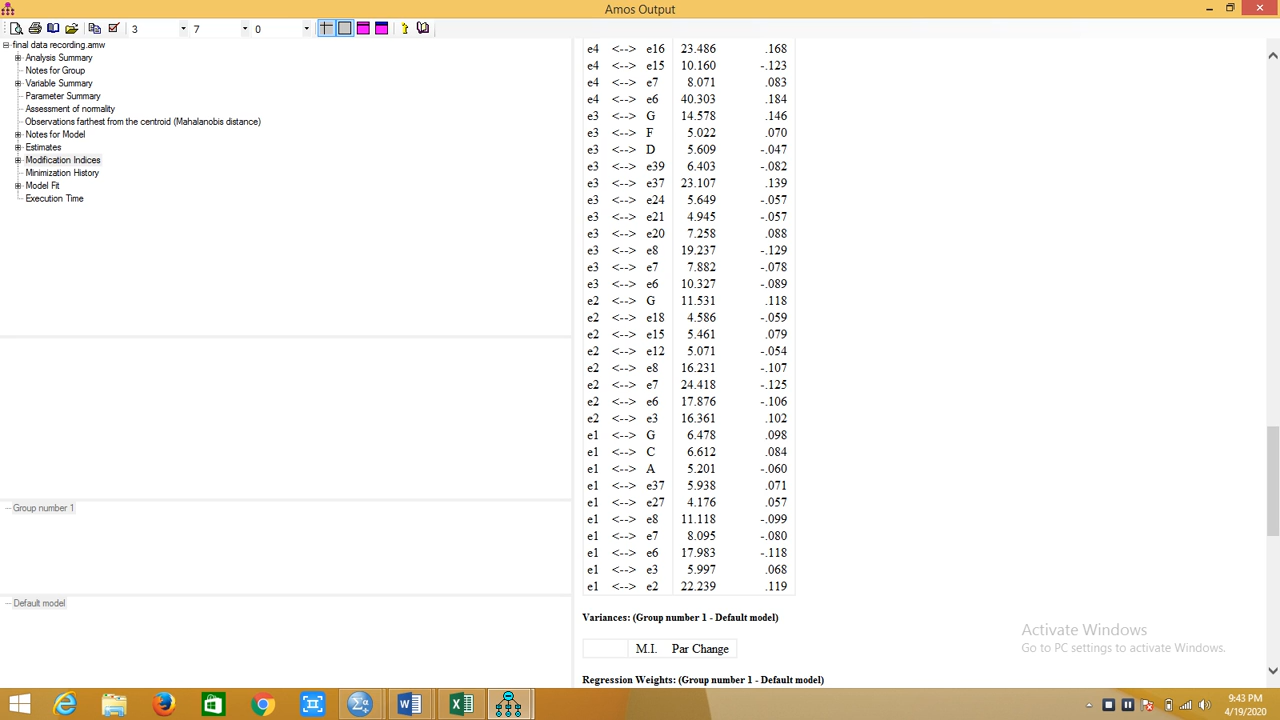 Amos Output
3 7 0
final data recording.amw
Analysis Summary
Notes for Group
Variable Summary
Parameter Summary
Assessment of normality
Observations farthest from the centroid (Mahalanobis distance)
Notes for Model
Estimates
Modification Indices
Minimization History
Model Fit
Execution Time
Group number 1
Default model
e4 <--> e16 23.486 .168
e4 <--> e15 10.160 -.123
e4 <--> e7 8.071 .083
e4 <--> e6 40.303 .184
e3 <--> G 14.578 .146
e3 <--> F 5.022 .070
e3 <--> D 5.609 -.047
e3 <--> e39 6.403 -.082
e3 <--> e37 23.107 .139
e3 <--> e24 5.649 -.057
e3 <--> e21 4.945 -.057
e3 <--> e20 7.258 .088
e3 <--> e8 19.237 -.129
e3 <--> e7 7.882 -.078
e3 <--> e6 10.327 -.089
e2 <--> G 11.531 .118
e2 <--> e18 4.586 -.059
e2 <--> e15 5.461 .079
e2 <--> e12 5.071 -.054
e2 <--> e8 16.231 -.107
e2 <--> e7 24.418 -.125
e2 <--> e6 17.876 -.106
e2 <--> e3 16.361 .102
e1 <--> G 6.478 .098
e1 <--> C 6.612 .084
e1 <--> A 5.201 -.060
e1 <--> e37 5.938 .071
e1 <--> e27 4.176 .057
e1 <--> e8 11.118 -.099
e1 <--> e7 8.095 -.080
e1 <--> e6 17.983 -.118
e1 <--> e3 5.997 .068
e1 <--> e2 22.239 .119
Variances: (Group number 1 - Default model)
M.I. Par Change
Regression Weights: (Group number 1 - Default model)
Activate Windows
Go to PC settings to activate Windows.
9:43 PM
4/19/2020